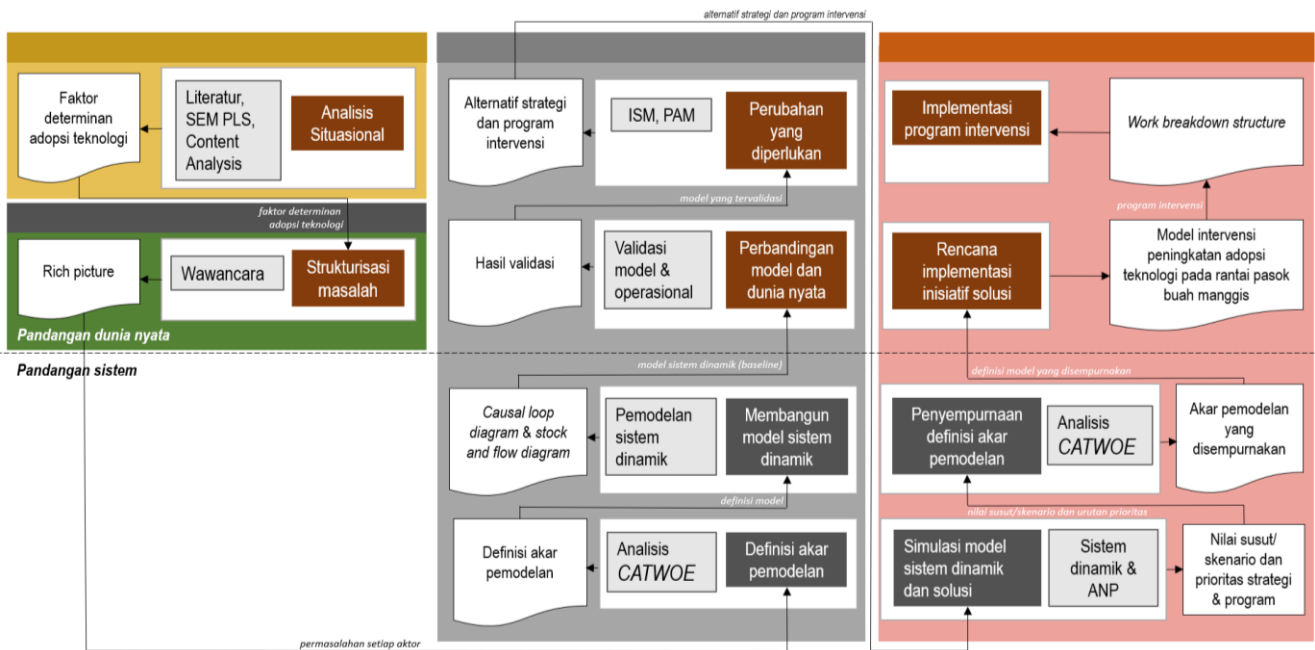 alternatif strategi dan program intervensi
Faktor
determinan
adopsi teknologi
Literatur,
SEM PLS,
Content
Analysis
Analisis
Situasional
faktor determinan
adopsi teknologi
Rich picture
Wawancara
Strukturisasi
masalah
Pandangan dunia nyata
Pandangan sistem
permasalahan setiap aktor
Alternatif strategi
dan program
intervensi
ISM, PAM
Perubahan
yang
diperlukan
model yang tervalidasi
Hasil validasi
Validasi
model &
operasional
Perbandingan
model dan
dunia nyata
model sistem dinamik (baseline)
Causal loop
diagram & stock
and flow diagram
Pemodelan
sistem
dinamik
Membangun
model sistem
dinamik
definisi model
Definisi akar
pemodelan
Analisis
CATWOE
Definisi akar
pemodelan
Implementasi
program intervensi
Work breakdown structure
program intervensi
Rencana
implementasi
inisiatif solusi
Model intervensi
peningkatan adopsi
teknologi pada rantai pasok
buah manggis
definisi model yang disempurnakan
Penyempurnaan
definisi akar
pemodelan
Analisis
CATWOE
Akar pemodelan
yang
disempurnakan
nilai susut/skenario dan urutan prioritas
Simulasi model
sistem dinamik
dan solusi
Sistem
dinamik &
ANP
Nilai susut/
skenario dan
prioritas strategi
& program